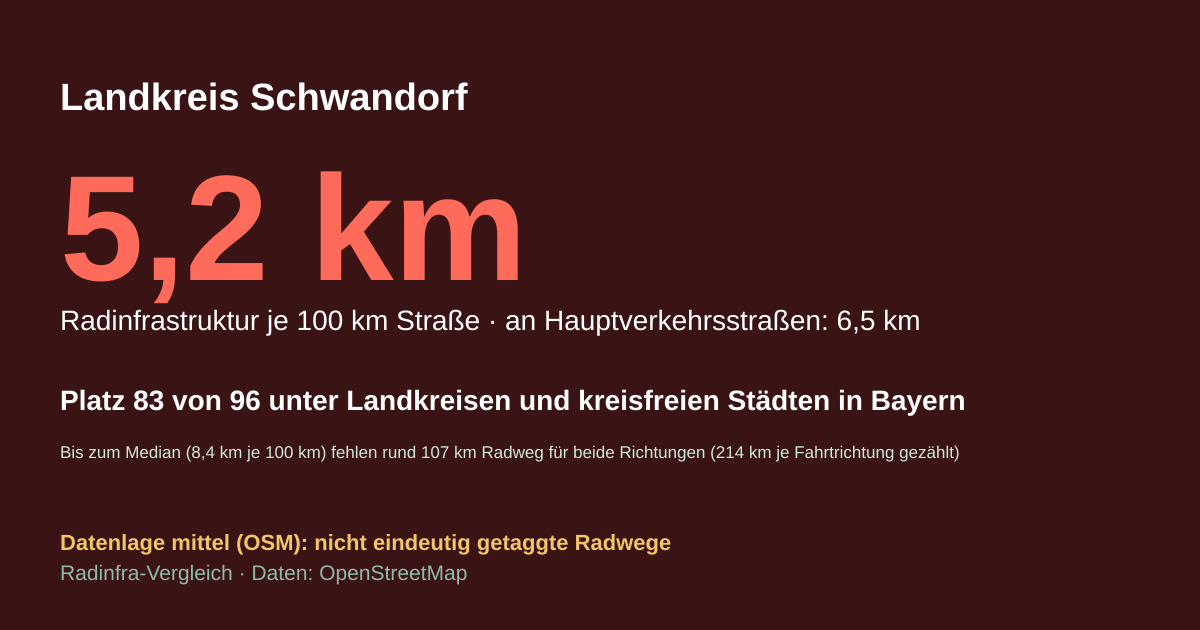 Landkreis Schwandorf
5,2 km
Radinfrastruktur je 100 km Straße · an Hauptverkehrsstraßen: 6,5 km
Platz 83 von 96 unter Landkreisen und kreisfreien Städten in Bayern
Bis zum Median (8,4 km je 100 km) fehlen rund 107 km Radweg für beide Richtungen (214 km je Fahrtrichtung gezählt)
Datenlage mittel (OSM): nicht eindeutig getaggte Radwege
Radinfra-Vergleich · Daten: OpenStreetMap